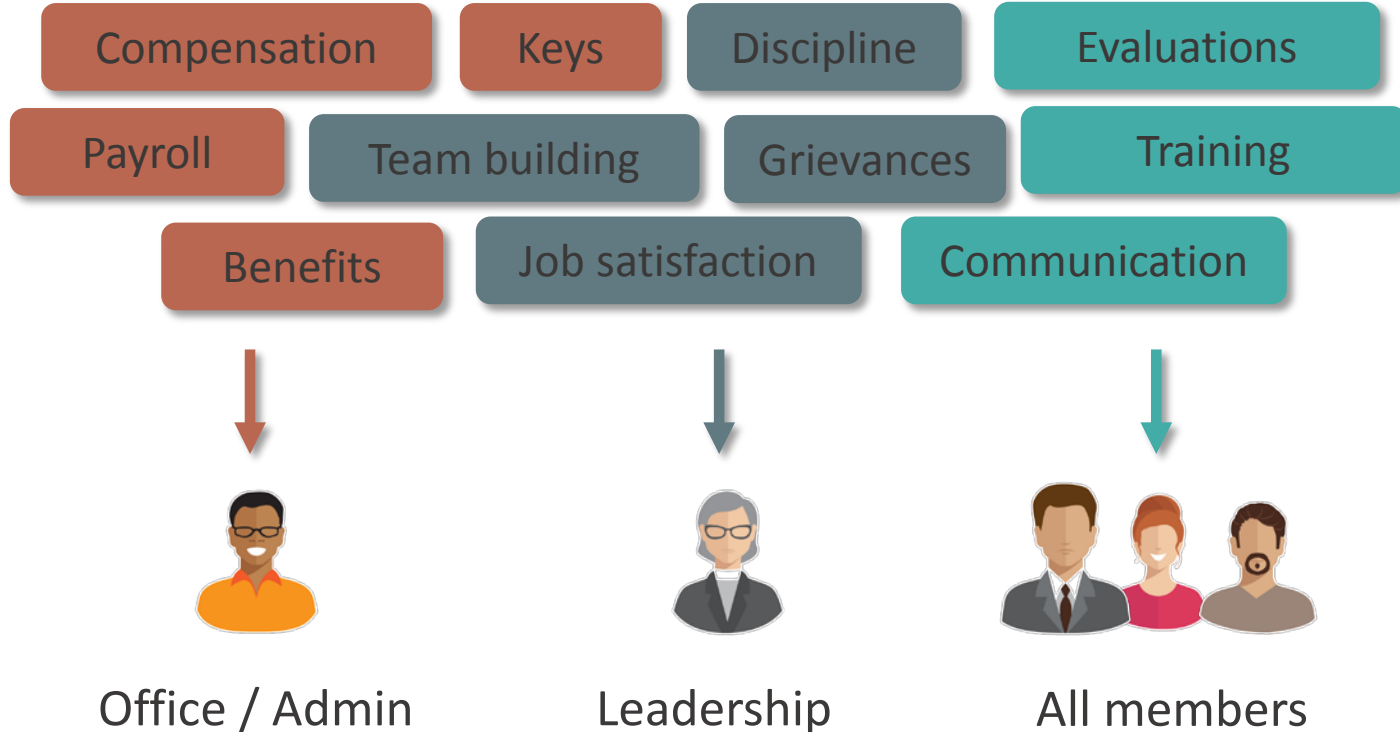 Compensation
Keys
Discipline
Evaluations
Payroll
Team building
Grievances
Training
Benefits
Job satisfaction
Communication
Office / Admin
Leadership
All members